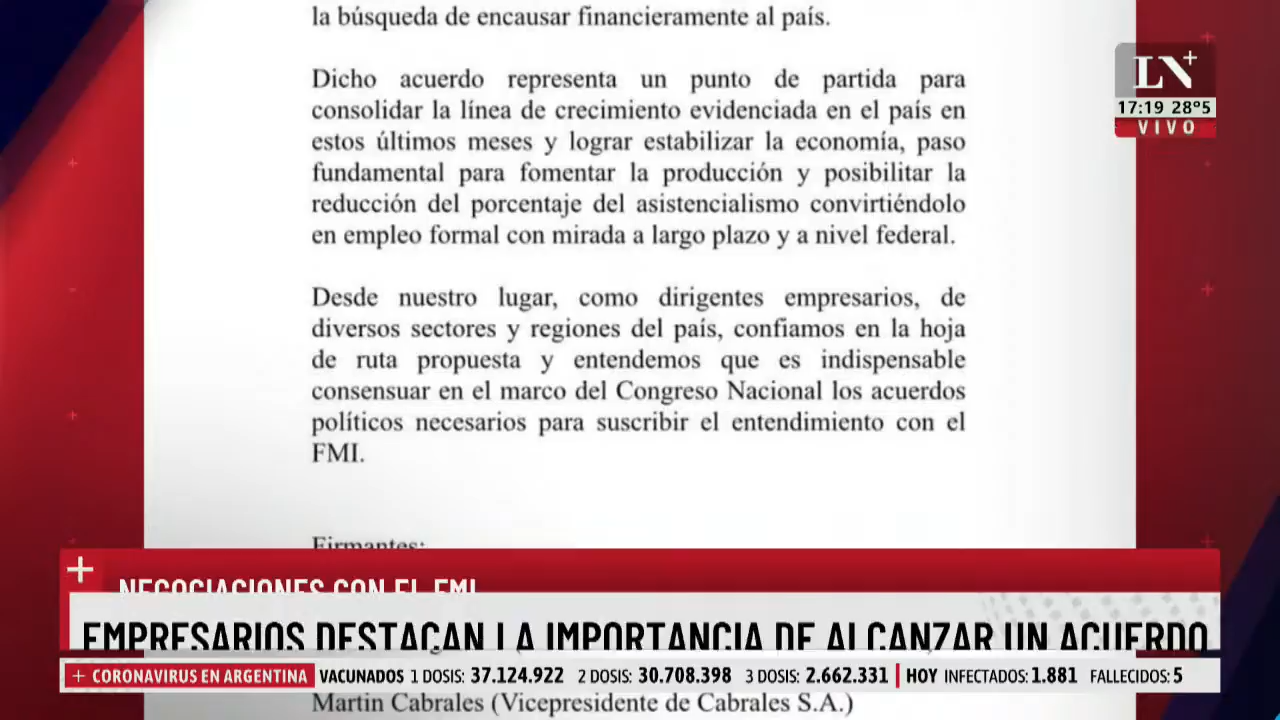 la búsqueda de encausar financieramente al país.
Dicho acuerdo representa un punto de partida para
consolidar la línea de crecimiento evidenciada en el país en
estos últimos meses y lograr estabilizar la economía, paso
fundamental para fomentar la producción y posibilitar la
reducción del porcentaje del asistencialismo convirtiéndolo
en empleo formal con mirada a largo plazo y a nivel federal.
Desde nuestro lugar, como dirigentes empresarios, de
diversos sectores y regiones del país, confiamos en la hoja
de ruta propuesta y entendemos que es indispensable
consensuar en el marco del Congreso Nacional los acuerdos
políticos necesarios para suscribir el entendimiento con el
FMI.
Firmantes:
LN+
17:19 28°5
VIVO
NEGOCIACIONES CON EL FMI
EMPRESARIOS DESTACAN LA IMPORTANCIA DE ALCANZAR UN ACUERDO
+ CORONAVIRUS EN ARGENTINA VACUNADOS 1 DOSIS: 37.124.922 2 DOSIS: 30.708.398 3 DOSIS: 2.662.331 HOY INFECTADOS: 1.881 FALLECIDOS: 5
Martin Cabrales (Vicepresidente de Cabrales S.A.)